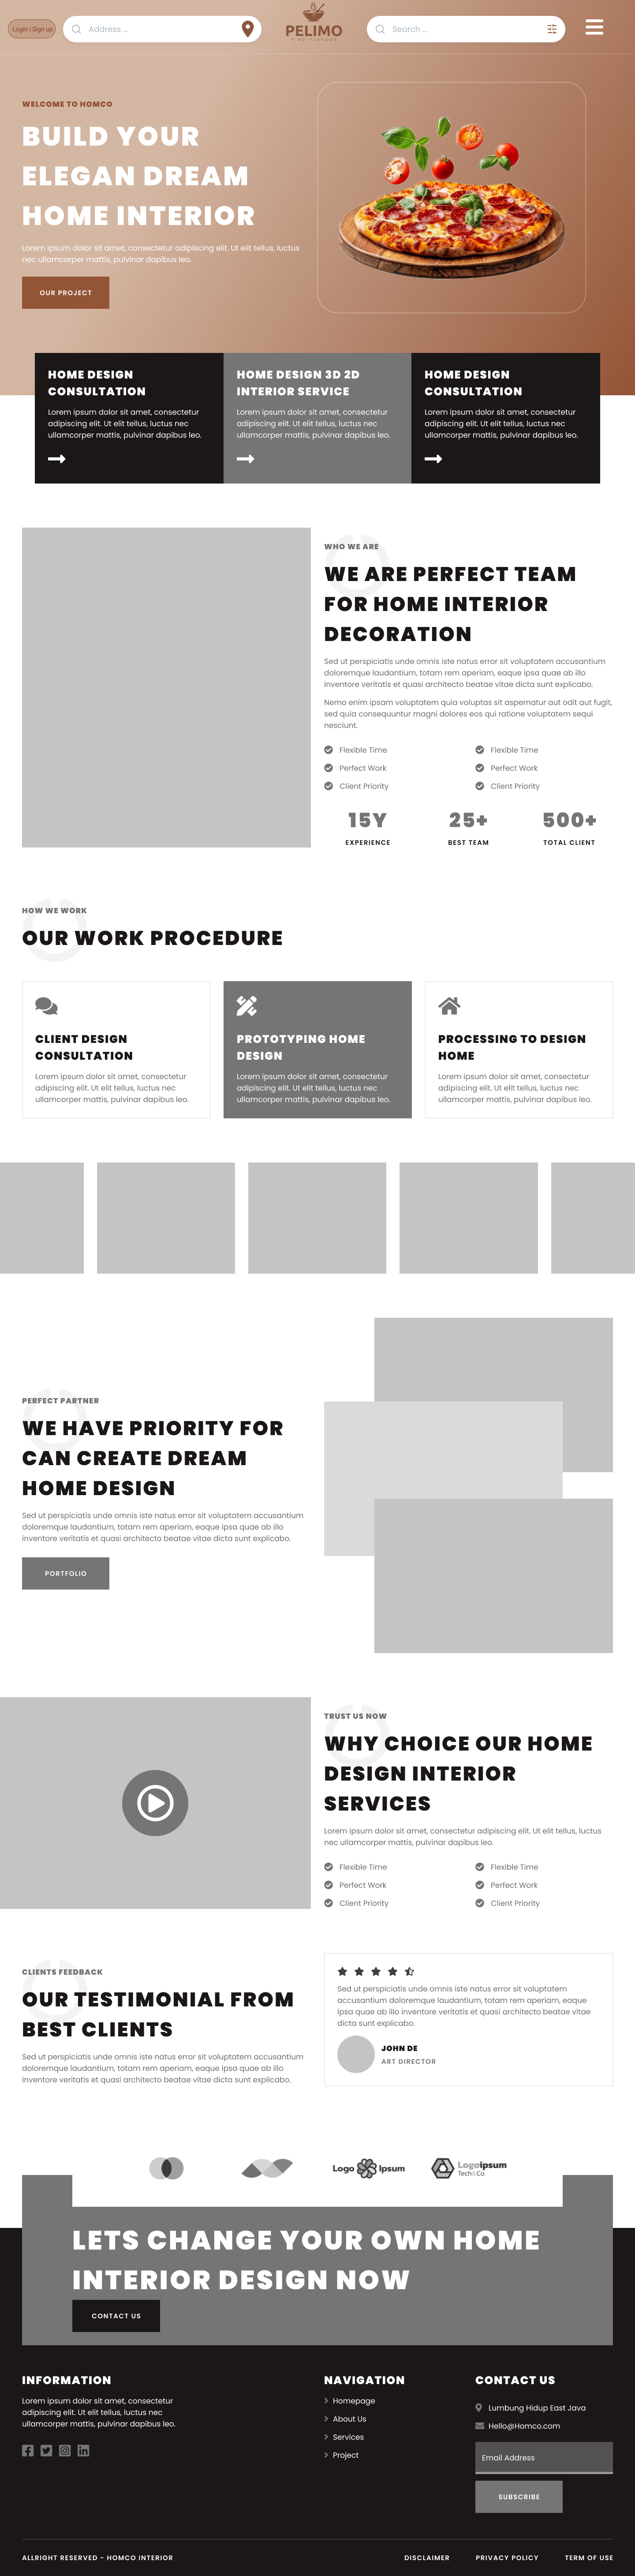 Login | Sign up
Address ...
PELIMO
FIND FLAVORS
Search ...
WELCOME TO HOMCO
BUILD YOUR
ELEGAN DREAM
HOME INTERIOR
Lorem ipsum dolor sit amet, consectetur adipiscing elit. Ut elit tellus, luctus
nec ullamcorper mattis, pulvinar dapibus leo.
OUR PROJECT
HOME DESIGN
CONSULTATION
Lorem ipsum dolor sit amet, consectetur
adipiscing elit. Ut elit tellus, luctus nec
ullamcorper mattis, pulvinar dapibus leo.
HOME DESIGN 3D 2D
INTERIOR SERVICE
Lorem ipsum dolor sit amet, consectetur
adipiscing elit. Ut elit tellus, luctus nec
ullamcorper mattis, pulvinar dapibus leo.
HOME DESIGN
CONSULTATION
Lorem ipsum dolor sit amet, consectetur
adipiscing elit. Ut elit tellus, luctus nec
ullamcorper mattis, pulvinar dapibus leo.
WHO WE ARE
WE ARE PERFECT TEAM
FOR HOME INTERIOR
DECORATION
Sed ut perspiciatis unde omnis iste natus error sit voluptatem accusantium
doloremque laudantium, totam rem aperiam, eaque ipsa quae ab illo
inventore veritatis et quasi architecto beatae vitae dicta sunt explicabo.
Nemo enim ipsam voluptatem quia voluptas sit aspernatur aut odit aut fugit,
sed quia consequuntur magni dolores eos qui ratione voluptatem sequi
nesciunt.
Flexible Time
Perfect Work
Client Priority
Flexible Time
Perfect Work
Client Priority
15Y
EXPERIENCE
25+
BEST TEAM
500+
TOTAL CLIENT
HOW WE WORK
OUR WORK PROCEDURE
CLIENT DESIGN
CONSULTATION
Lorem ipsum dolor sit amet, consectetur
adipiscing elit. Ut elit tellus, luctus nec
ullamcorper mattis, pulvinar dapibus leo.
PROTOTYPING HOME
DESIGN
Lorem ipsum dolor sit amet, consectetur
adipiscing elit. Ut elit tellus, luctus nec
ullamcorper mattis, pulvinar dapibus leo.
PROCESSING TO DESIGN
HOME
Lorem ipsum dolor sit amet, consectetur
adipiscing elit. Ut elit tellus, luctus nec
ullamcorper mattis, pulvinar dapibus leo.
PERFECT PARTNER
WE HAVE PRIORITY FOR
CAN CREATE DREAM
HOME DESIGN
Sed ut perspiciatis unde omnis iste natus error sit voluptatem accusantium
doloremque laudantium, totam rem aperiam, eaque ipsa quae ab illo
inventore veritatis et quasi architecto beatae vitae dicta sunt explicabo.
PORTFOLIO
TRUST US NOW
WHY CHOICE OUR HOME
DESIGN INTERIOR
SERVICES
Lorem ipsum dolor sit amet, consectetur adipiscing elit. Ut elit tellus, luctus
nec ullamcorper mattis, pulvinar dapibus leo.
Flexible Time
Perfect Work
Client Priority
Flexible Time
Perfect Work
Client Priority
CLIENTS FEEDBACK
OUR TESTIMONIAL FROM
BEST CLIENTS
Sed ut perspiciatis unde omnis iste natus error sit voluptatem accusantium
doloremque laudantium, totam rem aperiam, eaque ipsa quae ab illo
inventore veritatis et quasi architecto beatae vitae dicta sunt explicabo.
Sed ut perspiciatis unde omnis iste natus error sit voluptatem
accusantium doloremque laudantium, totam rem aperiam, eaque
ipsa quae ab illo inventore veritatis et quasi architecto beatae vitae
dicta sunt explicabo.
JOHN DE
ART DIRECTOR
Logo Ipsum
Logoipsum
Tech&Co.
LETS CHANGE YOUR OWN HOME
INTERIOR DESIGN NOW
CONTACT US
INFORMATION
Lorem ipsum dolor sit amet, consectetur
adipiscing elit. Ut elit tellus, luctus nec
ullamcorper mattis, pulvinar dapibus leo.
NAVIGATION
Homepage
About Us
Services
Project
CONTACT US
Lumbung Hidup East Java
Hello@Homco.com
Email Address
SUBSCRIBE
ALLRIGHT RESERVED - HOMCO INTERIOR
DISCLAIMER
PRIVACY POLICY
TERM OF USE